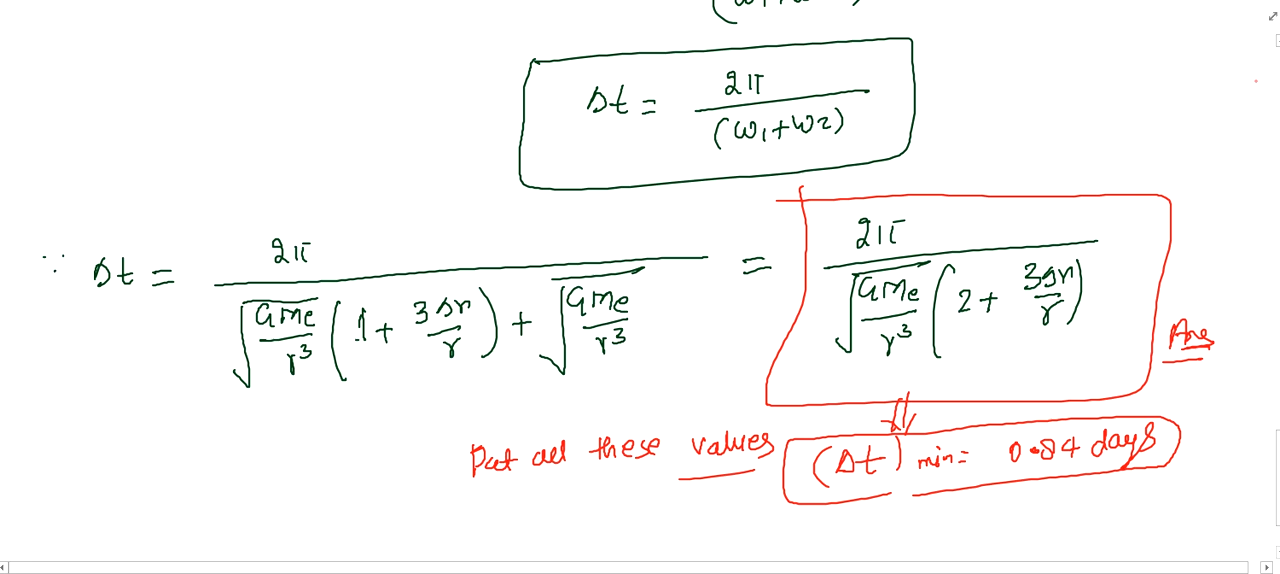 Δt = 2π / (ω1+ω2)
∵ Δt = 2π / (√(GMe/r³) (1 + 3Δr/r) + √(GMe/r³)) = 2π / (√(GMe/r³) (2 + 3Δr/r))
Ans
Put all these values (Δt) min = 0.84 days